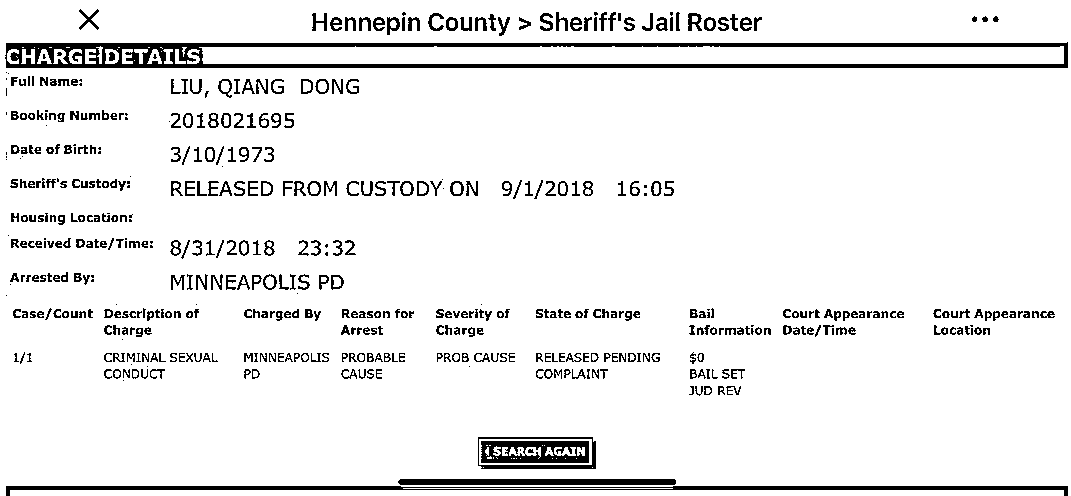 Hennepin County > Sheriff's Jail Roster
CHARGE DETAILS
Full Name: LIU, QIANG DONG
Booking Number: 2018021695
Date of Birth: 3/10/1973
Sheriff's Custody: RELEASED FROM CUSTODY ON 9/1/2018 16:05
Housing Location:
Received Date/Time: 8/31/2018 23:32
Arrested By: MINNEAPOLIS PD
Case/Count Description of Charged By Reason for Severity of State of Charge Bail Court Appearance Court Appearance
Charge Arrest Charge Information Date/Time Location
1/1 CRIMINAL SEXUAL MINNEAPOLIS PROBABLE PROB CAUSE RELEASED PENDING $0
CONDUCT PD CAUSE COMPLAINT BAIL SET
JUD REV
SEARCH AGAIN